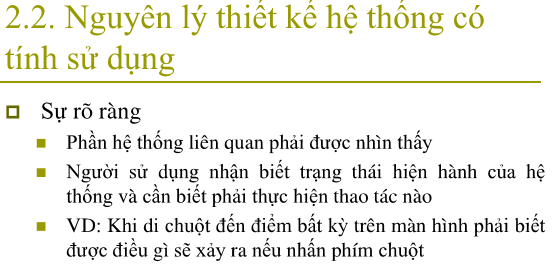 2.2. Nguyên lý thiết kế hệ thống có
tính sử dụng
Sự rõ ràng
Phần hệ thống liên quan phải được nhìn thấy
Người sử dụng nhận biết trạng thái hiện hành của hệ
thống và cần biết phải thực hiện thao tác nào
VD: Khi di chuột đến điểm bất kỳ trên màn hình phải biết
được điều gì sẽ xảy ra nếu nhấn phím chuột